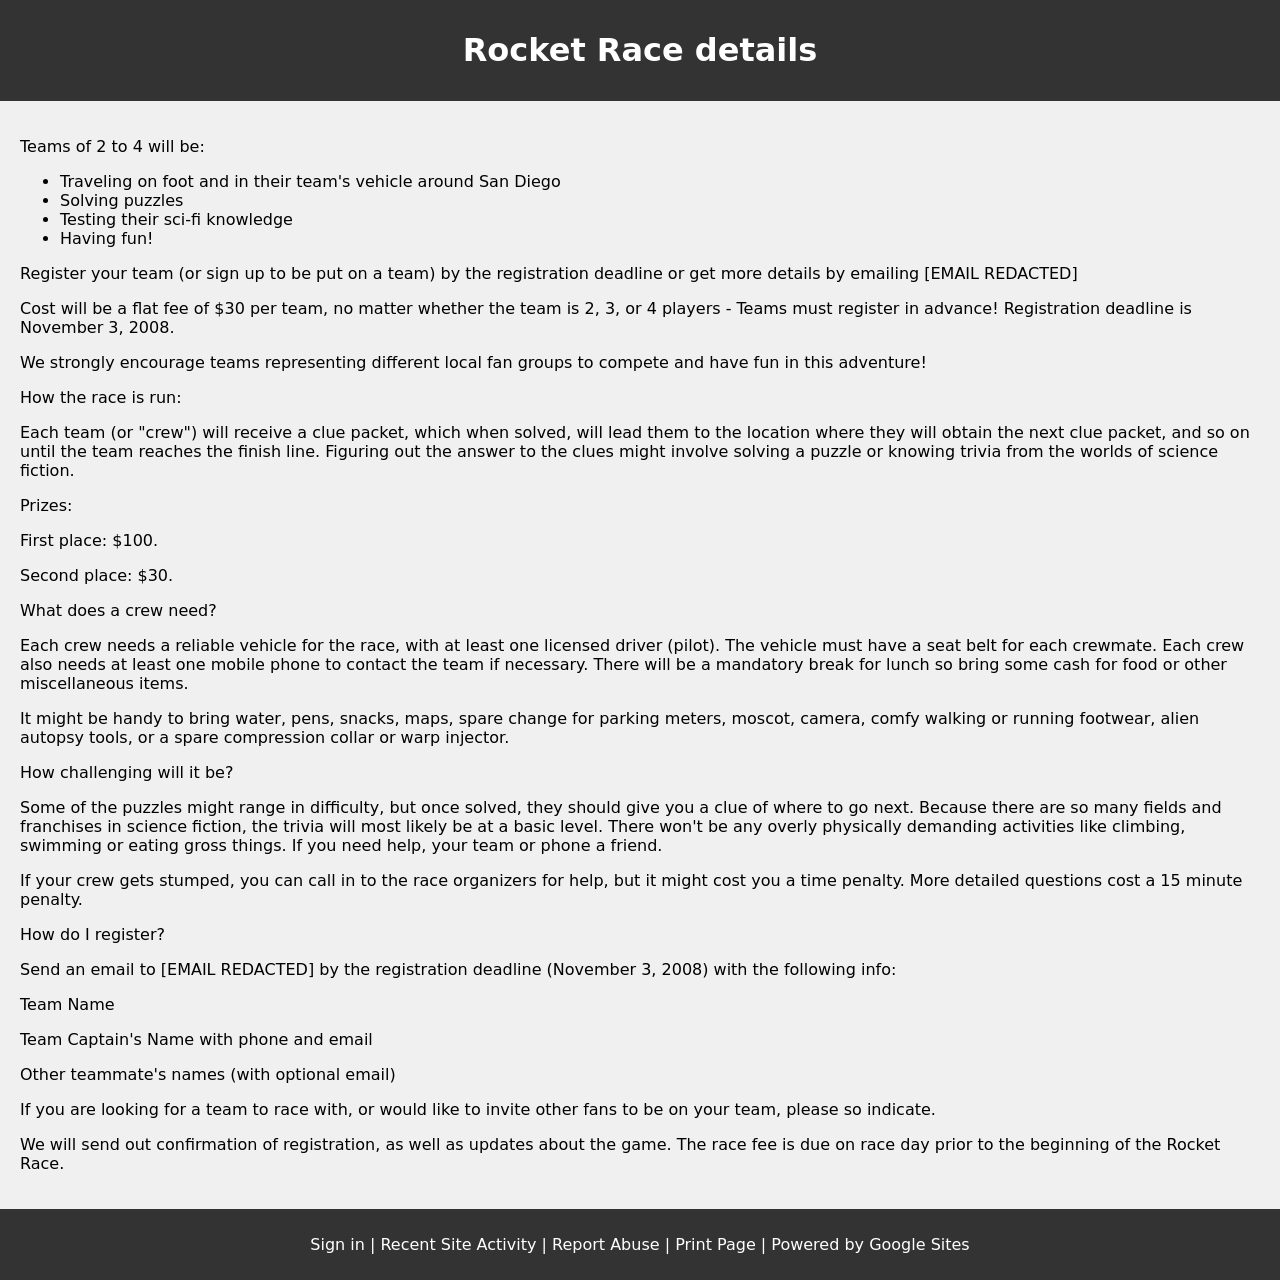 Rocket Race details
Teams of 2 to 4 will be:
• Traveling on foot and in their team's vehicle around San Diego
• Solving puzzles
• Testing their sci-fi knowledge
• Having fun!
Register your team (or sign up to be put on a team) by the registration deadline or get more details by emailing [EMAIL REDACTED]
Cost will be a flat fee of $30 per team, no matter whether the team is 2, 3, or 4 players - Teams must register in advance! Registration deadline is
November 3, 2008.
We strongly encourage teams representing different local fan groups to compete and have fun in this adventure!
How the race is run:
Each team (or "crew") will receive a clue packet, which when solved, will lead them to the location where they will obtain the next clue packet, and so on
until the team reaches the finish line. Figuring out the answer to the clues might involve solving a puzzle or knowing trivia from the worlds of science
fiction.
Prizes:
First place: $100.
Second place: $30.
What does a crew need?
Each crew needs a reliable vehicle for the race, with at least one licensed driver (pilot). The vehicle must have a seat belt for each crewmate. Each crew
also needs at least one mobile phone to contact the team if necessary. There will be a mandatory break for lunch so bring some cash for food or other
miscellaneous items.
It might be handy to bring water, pens, snacks, maps, spare change for parking meters, moscot, camera, comfy walking or running footwear, alien
autopsy tools, or a spare compression collar or warp injector.
How challenging will it be?
Some of the puzzles might range in difficulty, but once solved, they should give you a clue of where to go next. Because there are so many fields and
franchises in science fiction, the trivia will most likely be at a basic level. There won't be any overly physically demanding activities like climbing,
swimming or eating gross things. If you need help, your team or phone a friend.
If your crew gets stumped, you can call in to the race organizers for help, but it might cost you a time penalty. More detailed questions cost a 15 minute
penalty.
How do I register?
Send an email to [EMAIL REDACTED] by the registration deadline (November 3, 2008) with the following info:
Team Name
Team Captain's Name with phone and email
Other teammate's names (with optional email)
If you are looking for a team to race with, or would like to invite other fans to be on your team, please so indicate.
We will send out confirmation of registration, as well as updates about the game. The race fee is due on race day prior to the beginning of the Rocket
Race.
Sign in | Recent Site Activity | Report Abuse | Print Page | Powered by Google Sites